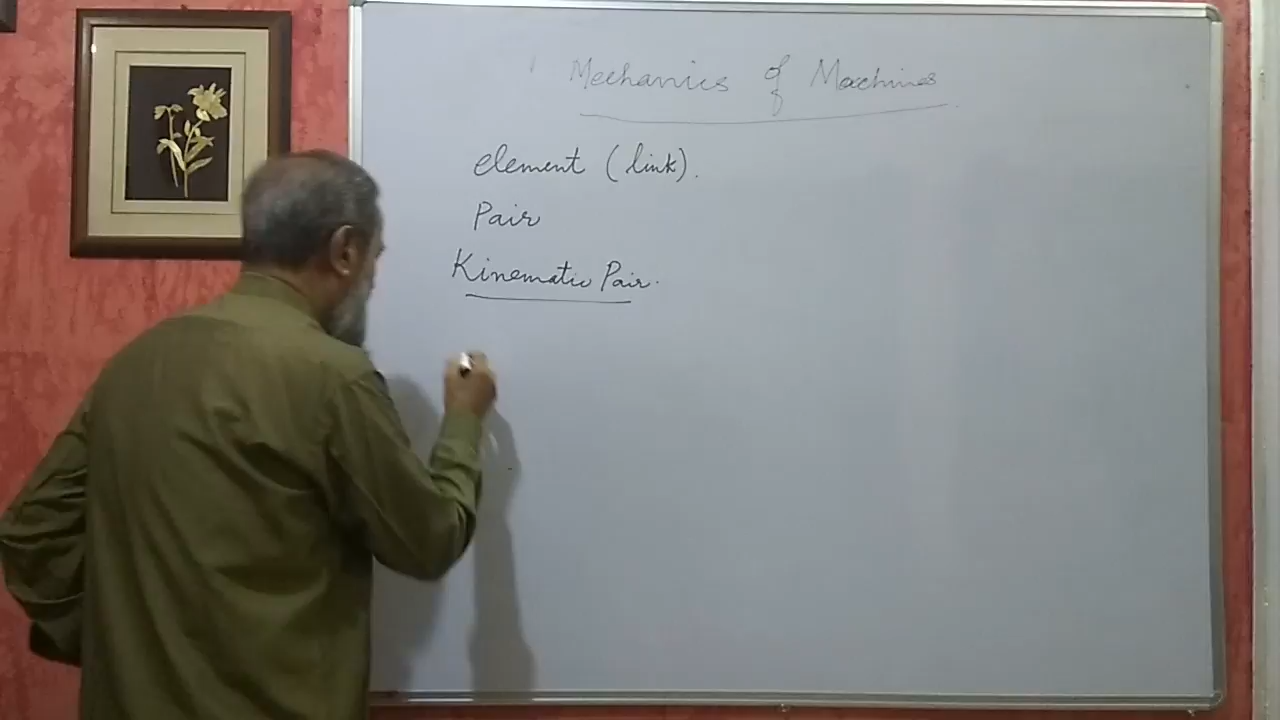 Mechanics of Machines
element (link).
Pair
Kinematic Pair.